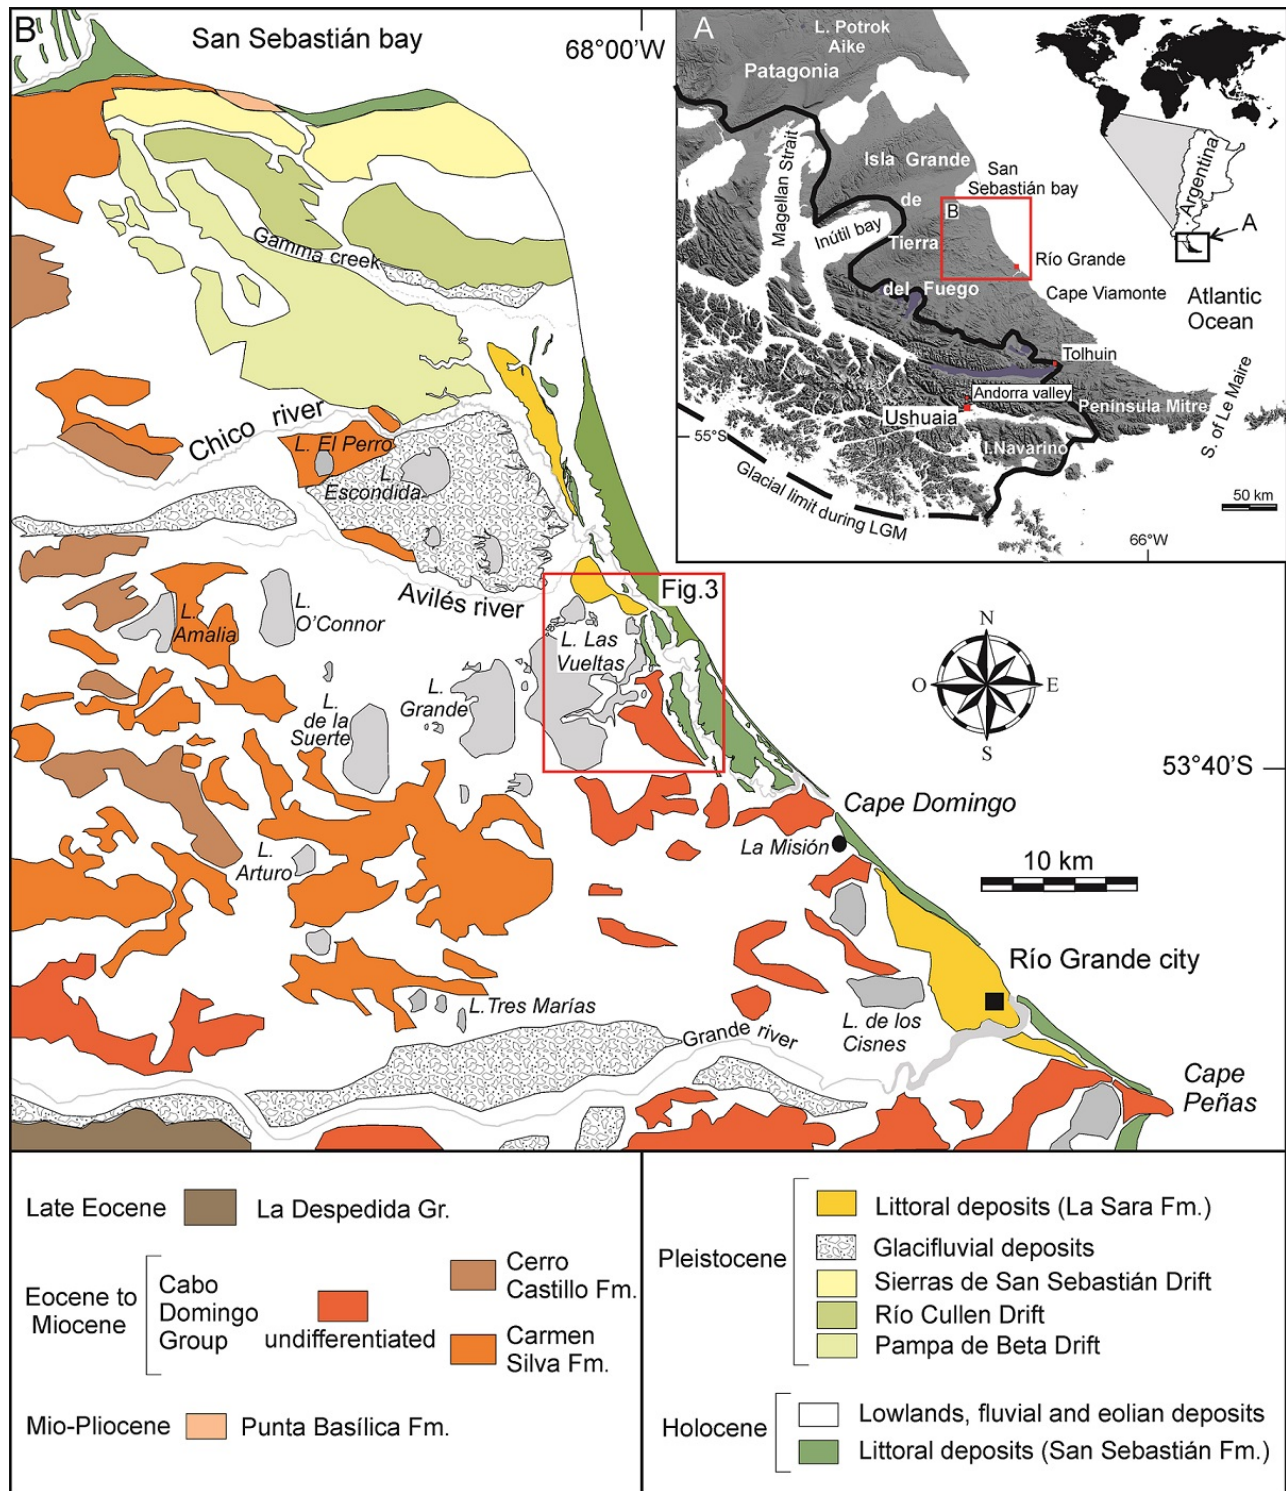 B
San Sebastián bay
68°00'W
Gamma creek
Chico river
L. El Perro
L.
Escondida
Avilés river
L.
Amalia
L.
O'Connor
L. Las
Vueltas
Fig.3
L.
Grande
L.
de la
Suerte
L.
Arturo
L.Tres Marías
Grande river
L. de los
Cisnes
La Misión
Cape Domingo
Río Grande city
Cape
Peñas
53°40'S
10 km
N
O
E
S
A
L. Potrok
Aike
Patagonia
Magellan Strait
Isla Grande
de
Tierra
del Fuego
Inútil bay
San
Sebastián bay
B
Río Grande
Cape Viamonte
Atlantic
Ocean
Tolhuin
Andorra valley
Ushuaia
Península Mitre
I.Navarino
S. of Le Maire
55°S
Glacial limit during LGM
66°W
50 km
Argentina
A
Late Eocene
La Despedida Gr.
Eocene to
Miocene
Cabo
Domingo
Group
undifferentiated
Cerro
Castillo Fm.
Carmen
Silva Fm.
Mio-Pliocene
Punta Basílica Fm.
Pleistocene
Littoral deposits (La Sara Fm.)
Glacifluvial deposits
Sierras de San Sebastián Drift
Río Cullen Drift
Pampa de Beta Drift
Holocene
Lowlands, fluvial and eolian deposits
Littoral deposits (San Sebastián Fm.)